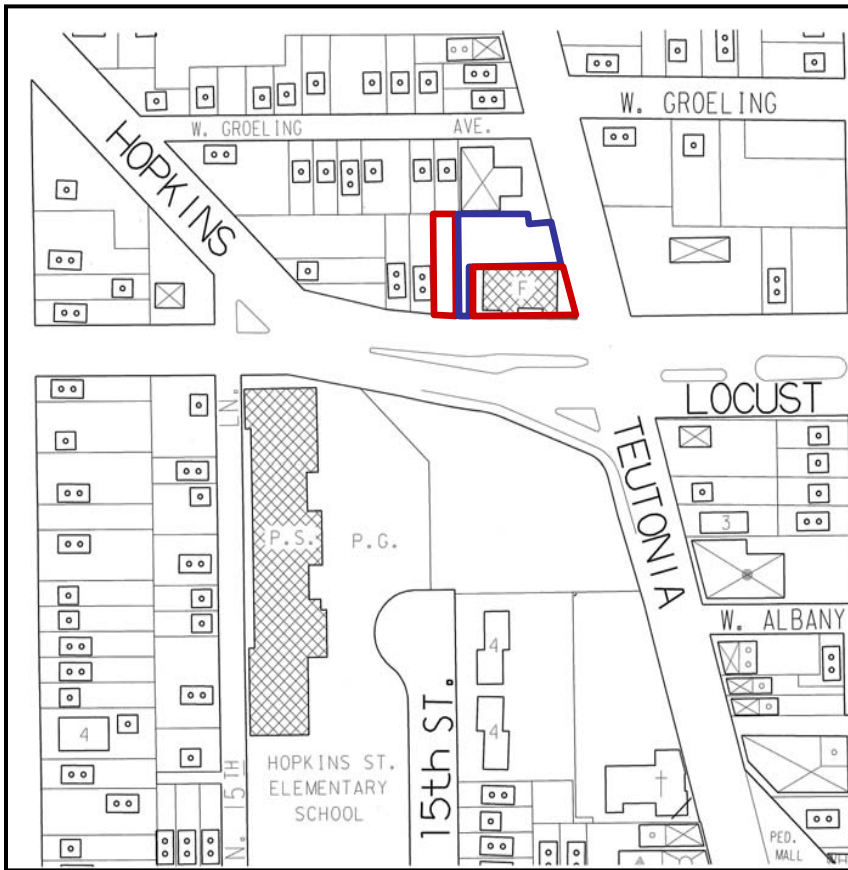 W. GROELING AVE.
W. GROELING
HOPKINS
F
LOCUST
TEUTONIA
LN.
P.S.
P.G.
3
W. ALBANY
4
4
4
15th ST.
N. 15TH
HOPKINS ST.
ELEMENTARY
SCHOOL
PED.
MALL